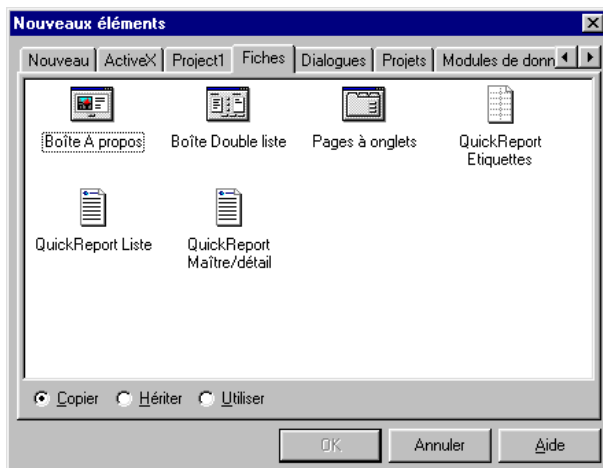 Nouveaux éléments
Nouveau ActiveX Project1 Fiches Dialogues Projets Modules de donn
Boîte A propos Boîte Double liste Pages à onglets QuickReport
Etiquettes
QuickReport Liste QuickReport
Maître/détail
Copier Hériter Utiliser
OK Annuler Aide